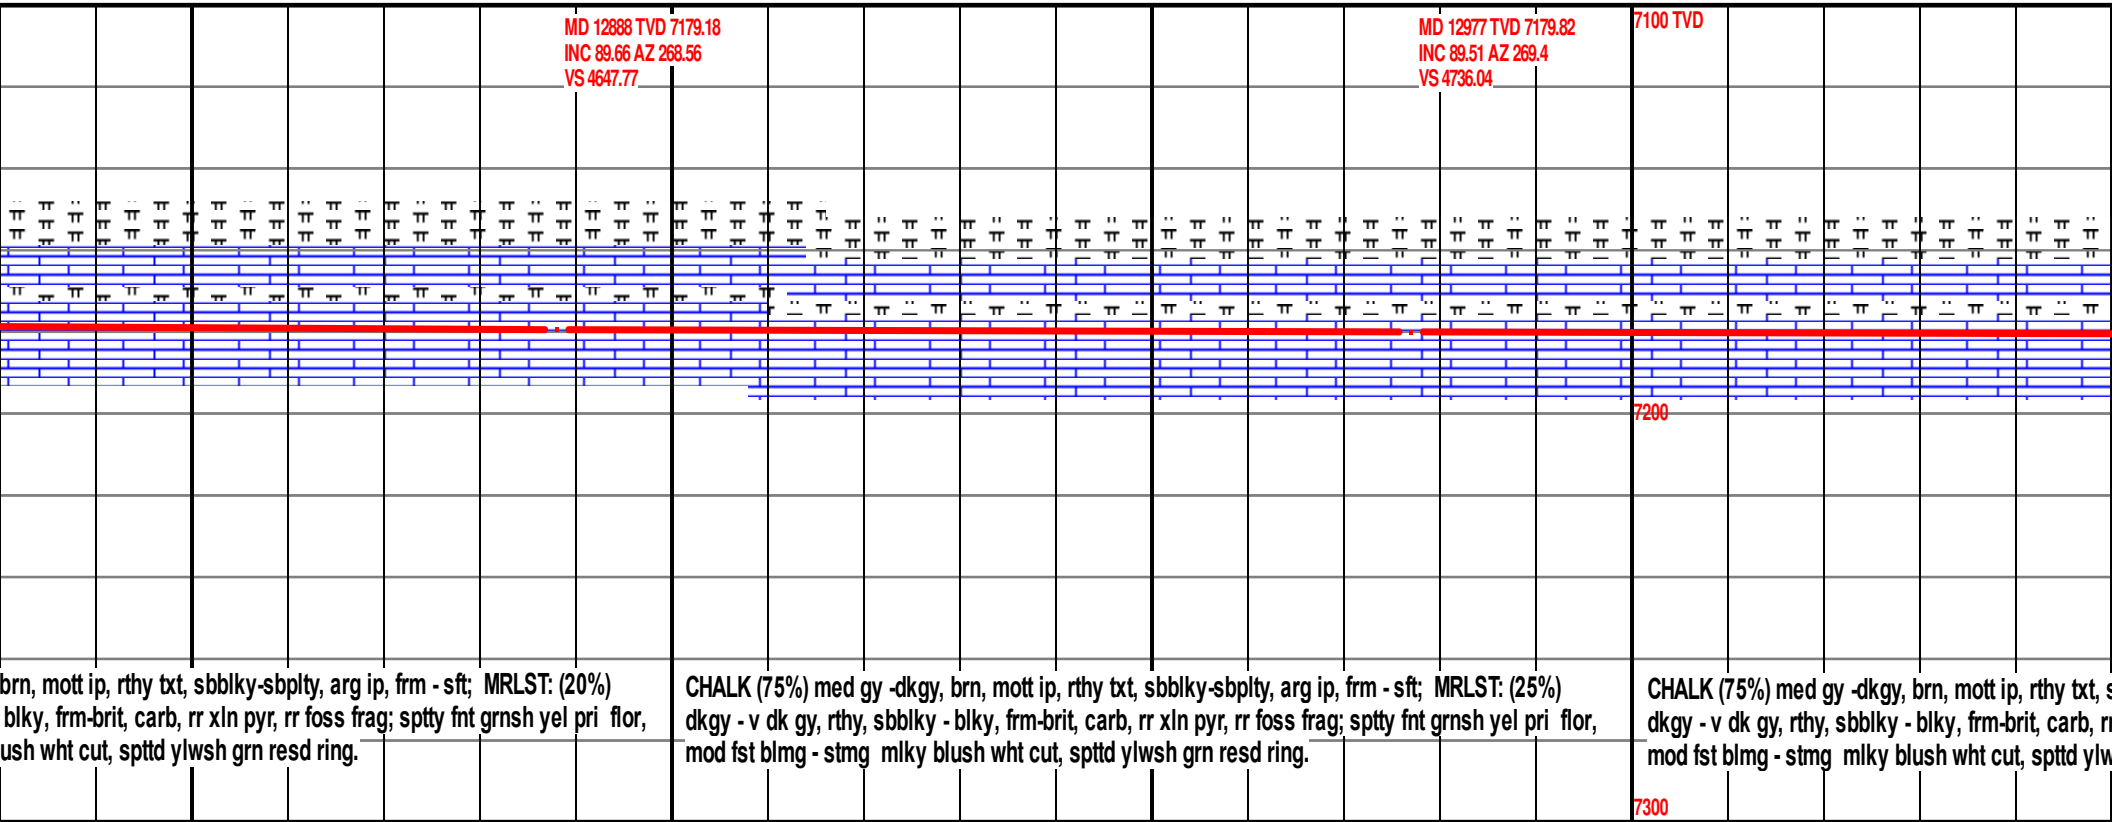 MD 12888 TVD 7179.18
INC 89.66 AZ 268.56
VS 4647.77
MD 12977 TVD 7179.82
INC 89.51 AZ 269.4
VS 4736.04
7100 TVD
7200
brn, mott ip, rthy txt, sbblky-sbplty, arg ip, frm - sft; MRLST: (20%)
blky, frm-brit, carb, rr xln pyr, rr foss frag; sptty fnt grnsh yel pri flor,
ush wht cut, spttd ylwsh grn resd ring.
CHALK (75%) med gy -dkgy, brn, mott ip, rthy txt, sbblky-sbplty, arg ip, frm - sft; MRLST: (25%)
dkgy - v dk gy, rthy, sbblky - blky, frm-brit, carb, rr xln pyr, rr foss frag; sptty fnt grnsh yel pri flor,
mod fst blmg - stmg mlky blush wht cut, spttd ylwsh grn resd ring.
CHALK (75%) med gy -dkgy, brn, mott ip, rthy txt, s
dkgy - v dk gy, rthy, sbblky - blky, frm-brit, carb, r
mod fst blmg - stmg mlky blush wht cut, spttd ylw
7300